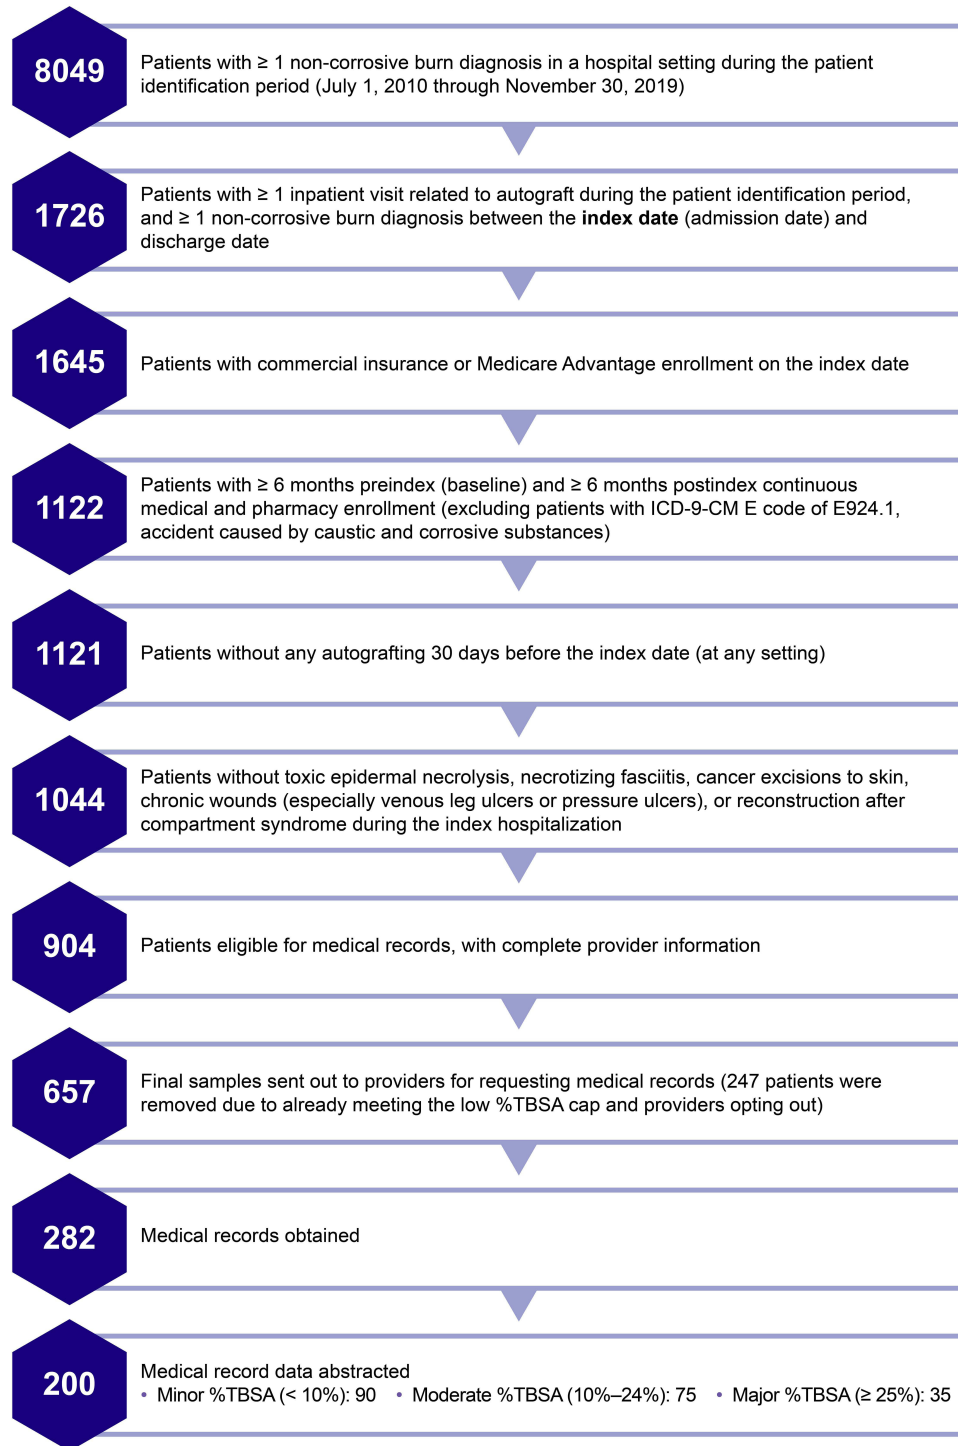 8049
Patients with ≥ 1 non-corrosive burn diagnosis in a hospital setting during the patient
identification period (July 1, 2010 through November 30, 2019)
1726
Patients with ≥ 1 inpatient visit related to autograft during the patient identification period,
and ≥ 1 non-corrosive burn diagnosis between the index date (admission date) and
discharge date
1645
Patients with commercial insurance or Medicare Advantage enrollment on the index date
1122
Patients with ≥ 6 months preindex (baseline) and ≥ 6 months postindex continuous
medical and pharmacy enrollment (excluding patients with ICD-9-CM E code of E924.1,
accident caused by caustic and corrosive substances)
1121
Patients without any autografting 30 days before the index date (at any setting)
1044
Patients without toxic epidermal necrolysis, necrotizing fasciitis, cancer excisions to skin,
chronic wounds (especially venous leg ulcers or pressure ulcers), or reconstruction after
compartment syndrome during the index hospitalization
904
Patients eligible for medical records, with complete provider information
657
Final samples sent out to providers for requesting medical records (247 patients were
removed due to already meeting the low %TBSA cap and providers opting out)
282
Medical records obtained
200
Medical record data abstracted
• Minor %TBSA (< 10%): 90 • Moderate %TBSA (10%–24%): 75 • Major %TBSA (≥ 25%): 35